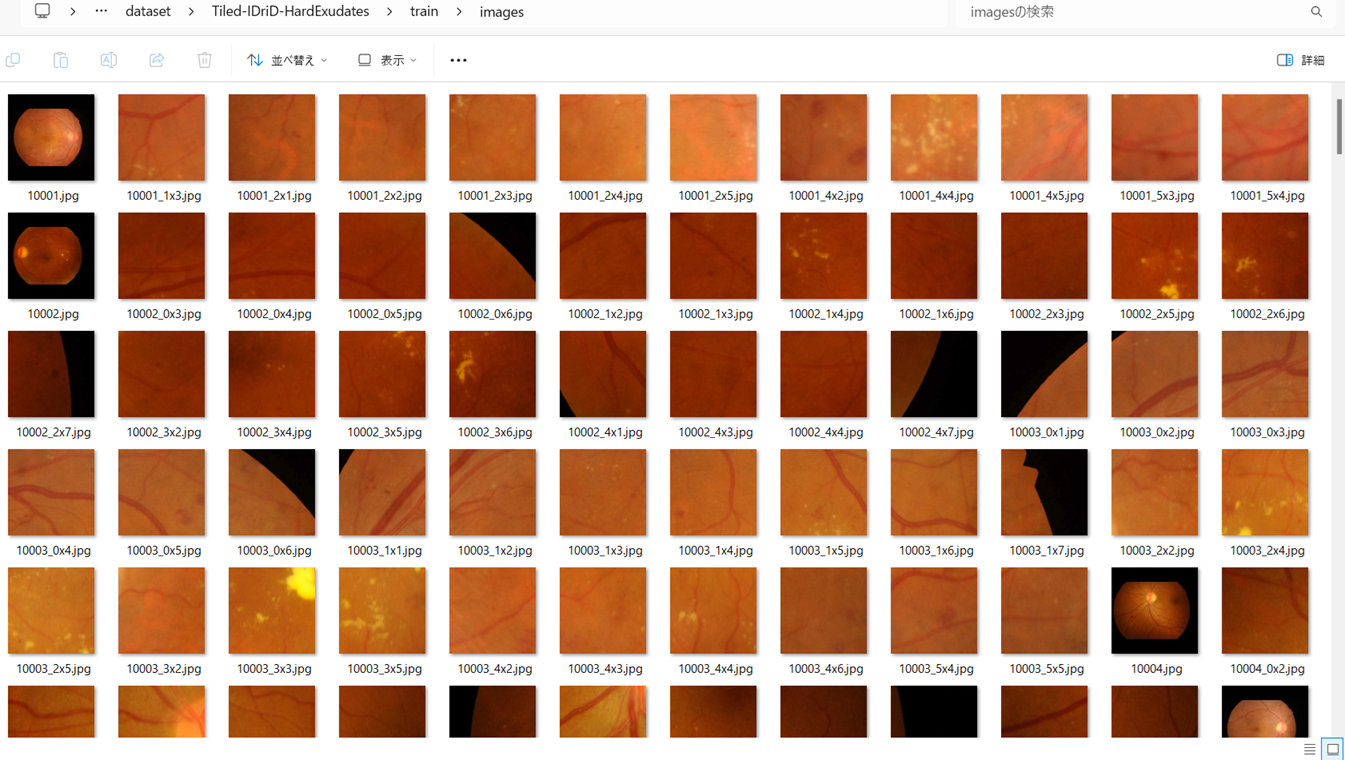 … dataset Tiled-IDriD-HardExudates train images imagesの検索
並べ替え 表示 … 詳細
10001.jpg 10001_1x3.jpg 10001_2x1.jpg 10001_2x2.jpg 10001_2x3.jpg 10001_2x4.jpg 10001_2x5.jpg 10001_4x2.jpg 10001_4x4.jpg 10001_4x5.jpg 10001_5x3.jpg 10001_5x4.jpg
10002.jpg 10002_0x3.jpg 10002_0x4.jpg 10002_0x5.jpg 10002_0x6.jpg 10002_1x2.jpg 10002_1x3.jpg 10002_1x4.jpg 10002_1x6.jpg 10002_2x3.jpg 10002_2x5.jpg 10002_2x6.jpg
10002_2x7.jpg 10002_3x2.jpg 10002_3x4.jpg 10002_3x5.jpg 10002_3x6.jpg 10002_4x1.jpg 10002_4x3.jpg 10002_4x4.jpg 10002_4x7.jpg 10003_0x1.jpg 10003_0x2.jpg 10003_0x3.jpg
10003_0x4.jpg 10003_0x5.jpg 10003_0x6.jpg 10003_1x1.jpg 10003_1x2.jpg 10003_1x3.jpg 10003_1x4.jpg 10003_1x5.jpg 10003_1x6.jpg 10003_1x7.jpg 10003_2x2.jpg 10003_2x4.jpg
10003_2x5.jpg 10003_3x2.jpg 10003_3x3.jpg 10003_3x5.jpg 10003_4x2.jpg 10003_4x3.jpg 10003_4x4.jpg 10003_4x6.jpg 10003_5x4.jpg 10003_5x5.jpg 10004.jpg 10004_0x2.jpg